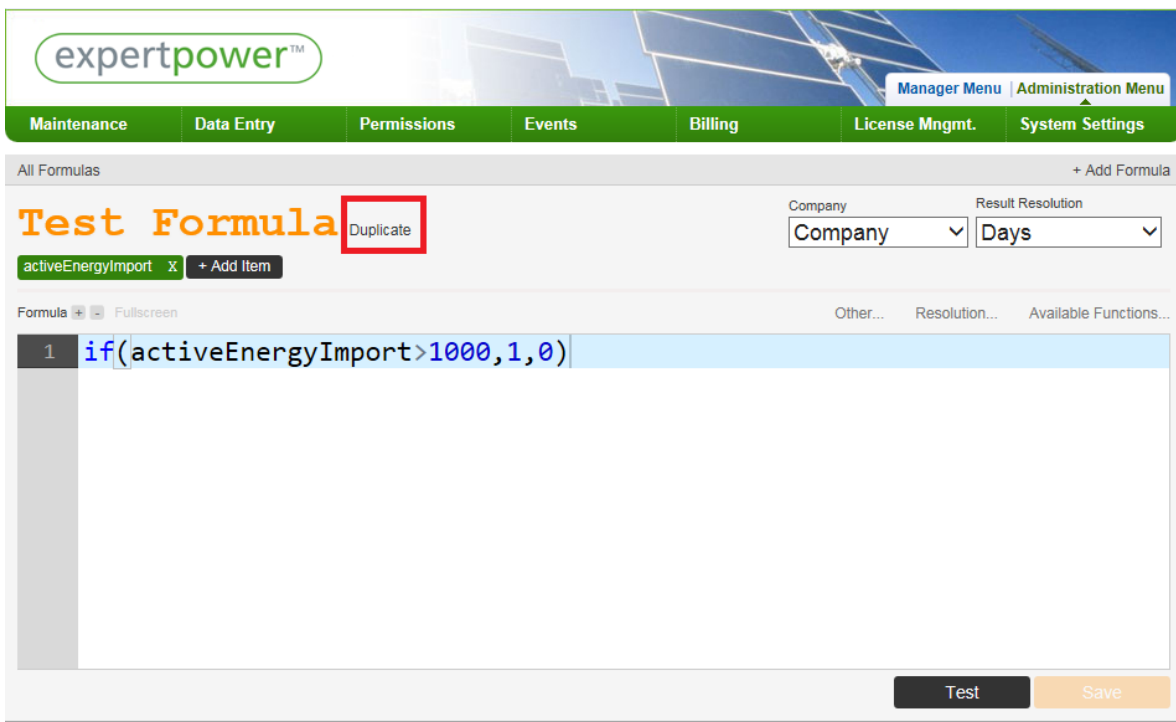 expertpower™
Manager Menu | Administration Menu
Maintenance Data Entry Permissions Events Billing License Mngmt. System Settings
All Formulas + Add Formula
Test Formula Duplicate
Company Result Resolution
Company Days
activeEnergyImport X + Add Item
Formula + - Fullscreen Other... Resolution... Available Functions...
1 if(activeEnergyImport>1000,1,0)
Test Save